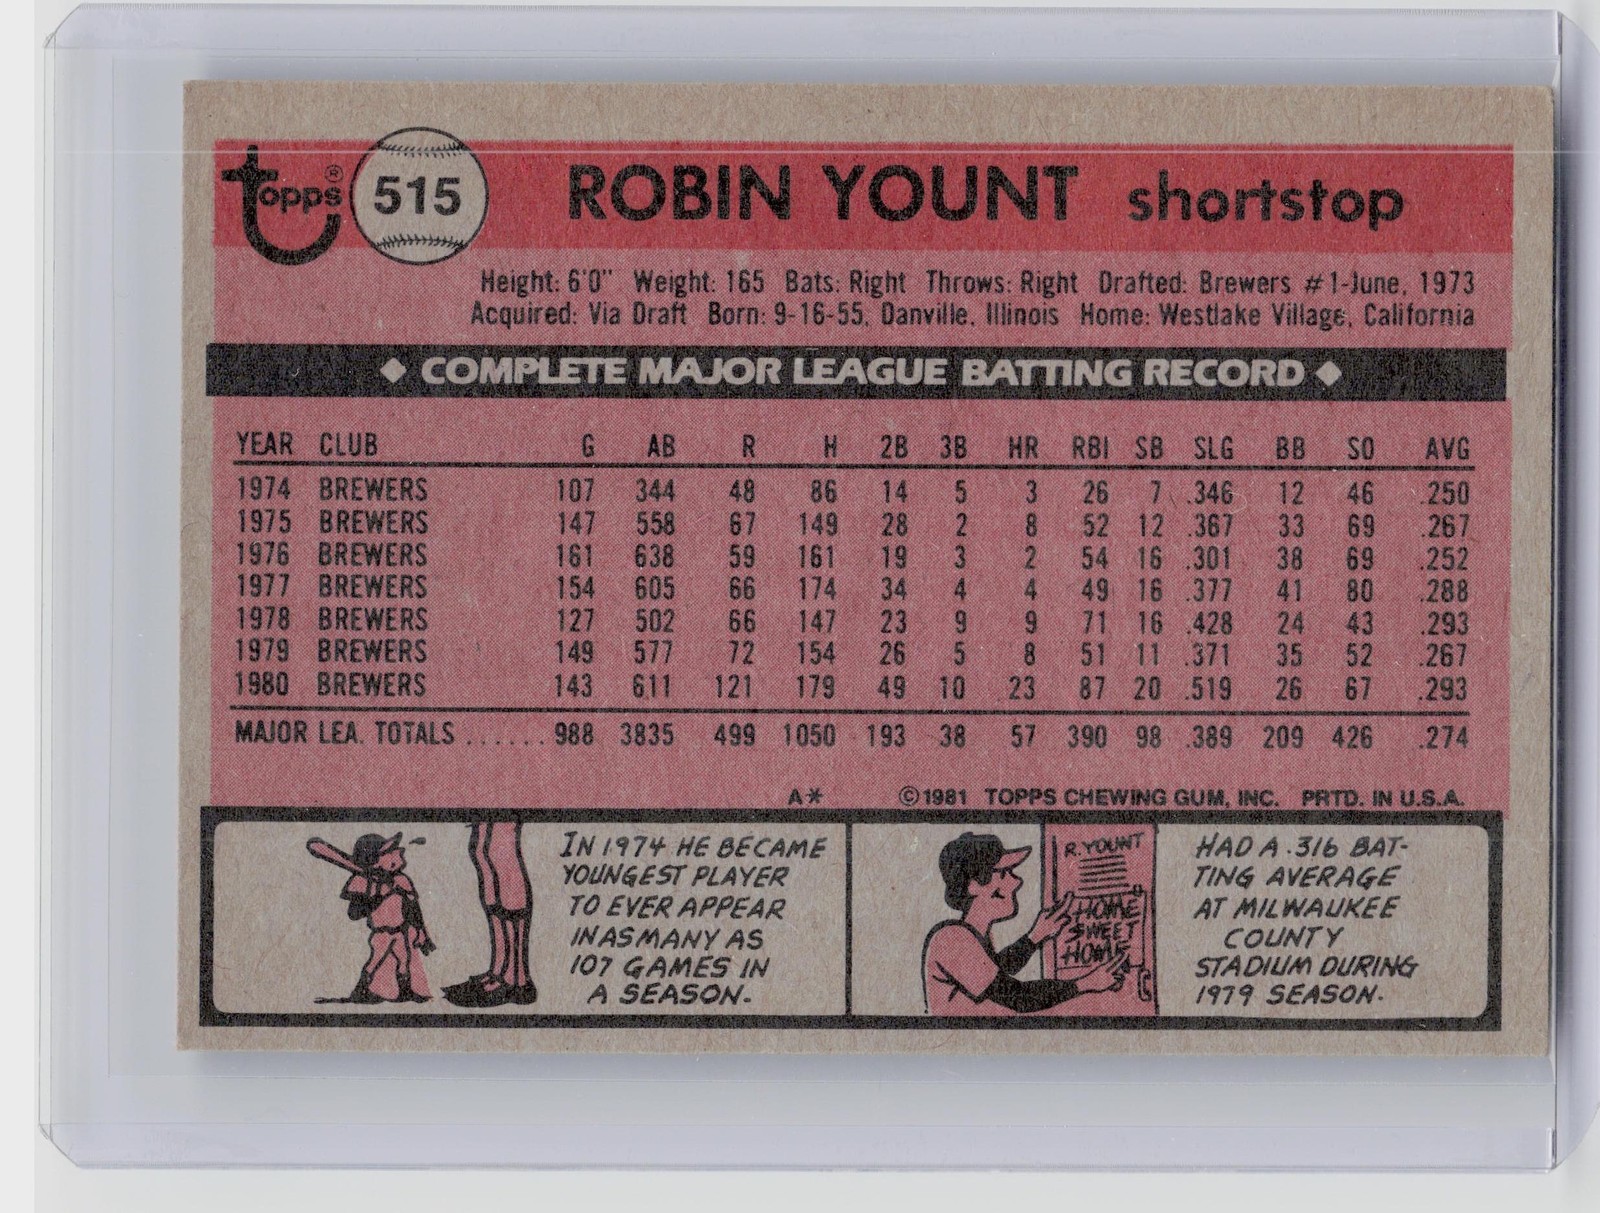 topps® 515 ROBIN YOUNT shortstop
Height: 6'0" Weight: 165 Bats: Right Throws: Right Drafted: Brewers #1-June, 1973
Acquired: Via Draft Born: 9-16-55, Danville, Illinois Home: Westlake Village, California
◆ COMPLETE MAJOR LEAGUE BATTING RECORD ◆
YEAR CLUB G AB R H 2B 3B HR RBI SB SLG BB SO AVG
1974 BREWERS 107 344 48 86 14 5 3 26 7 .346 12 46 .250
1975 BREWERS 147 558 67 149 28 2 8 52 12 .367 33 69 .267
1976 BREWERS 161 638 59 161 19 3 2 54 16 .301 38 69 .252
1977 BREWERS 154 605 66 174 34 4 4 49 16 .377 41 80 .288
1978 BREWERS 127 502 66 147 23 9 9 71 16 .428 24 43 .293
1979 BREWERS 149 577 72 154 26 5 8 51 11 .371 35 52 .267
1980 BREWERS 143 611 121 179 49 10 23 87 20 .519 26 67 .293
MAJOR LEA. TOTALS ...... 988 3835 499 1050 193 38 57 390 98 .389 209 426 .274
A* ©1981 TOPPS CHEWING GUM, INC. PRTD. IN U.S.A.
IN 1974 HE BECAME
YOUNGEST PLAYER
TO EVER APPEAR
IN AS MANY AS
107 GAMES IN
A SEASON.
R. YOUNT
HOME
SWEET
HOME
HAD A .316 BAT-
TING AVERAGE
AT MILWAUKEE
COUNTY
STADIUM DURING
1979 SEASON.